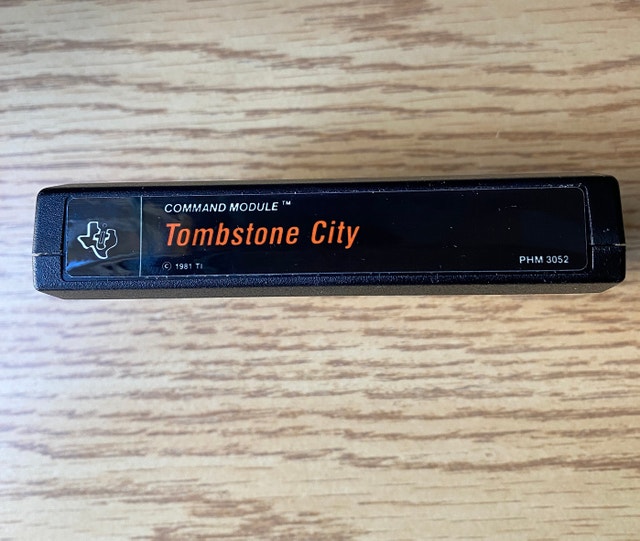 COMMAND MODULE™
Tombstone City
© 1981 TI
PHM 3052